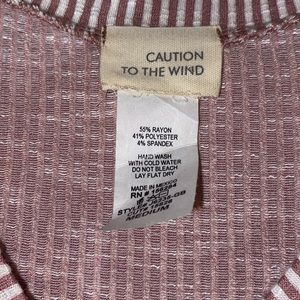 CAUTION
TO THE WIND
55% RAYON
41% POLYESTER
4% SPANDEX
HAND WASH
WITH COLD WATER
DO NOT BLEACH
LAY FLAT DRY
MADE IN MEXICO
MEDIUM